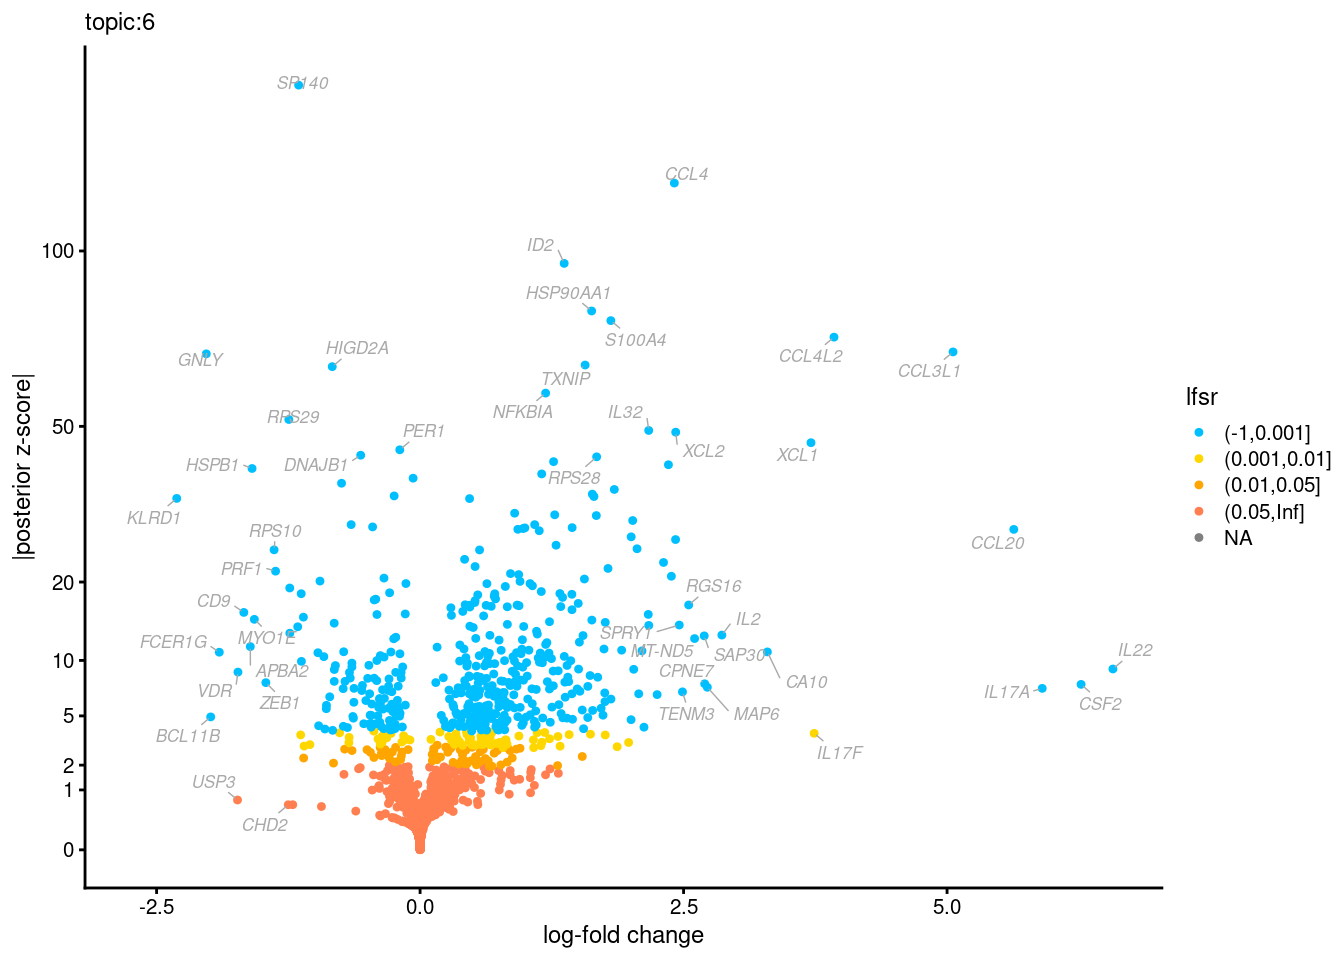 topic:6
SP140
CCL4
ID2
100
HSP90AA1
S100A4
HIGD2A
GNLY
CCL4L2
CCL3L1
TXNIP
NFKBIA
IL32
RPS29
50
PER1
XCL2
XCL1
HSPB1
DNAJB1
RPS28
KLRD1
RPS10
CCL20
PRF1
20
RGS16
CD9
IL2
SPRY1
MYO1E
FCER1G
MT-ND5
SAP30
IL22
10
APBA2
CPNE7
CA10
VDR
IL17A
ZEB1
CSF2
TENM3
MAP6
5
BCL11B
IL17F
2
USP3
1
CHD2
0
-2.5
0.0
2.5
5.0
log-fold change
|posterior z-score|
lfsr
(-1,0.001]
(0.001,0.01]
(0.01,0.05]
(0.05,Inf]
NA